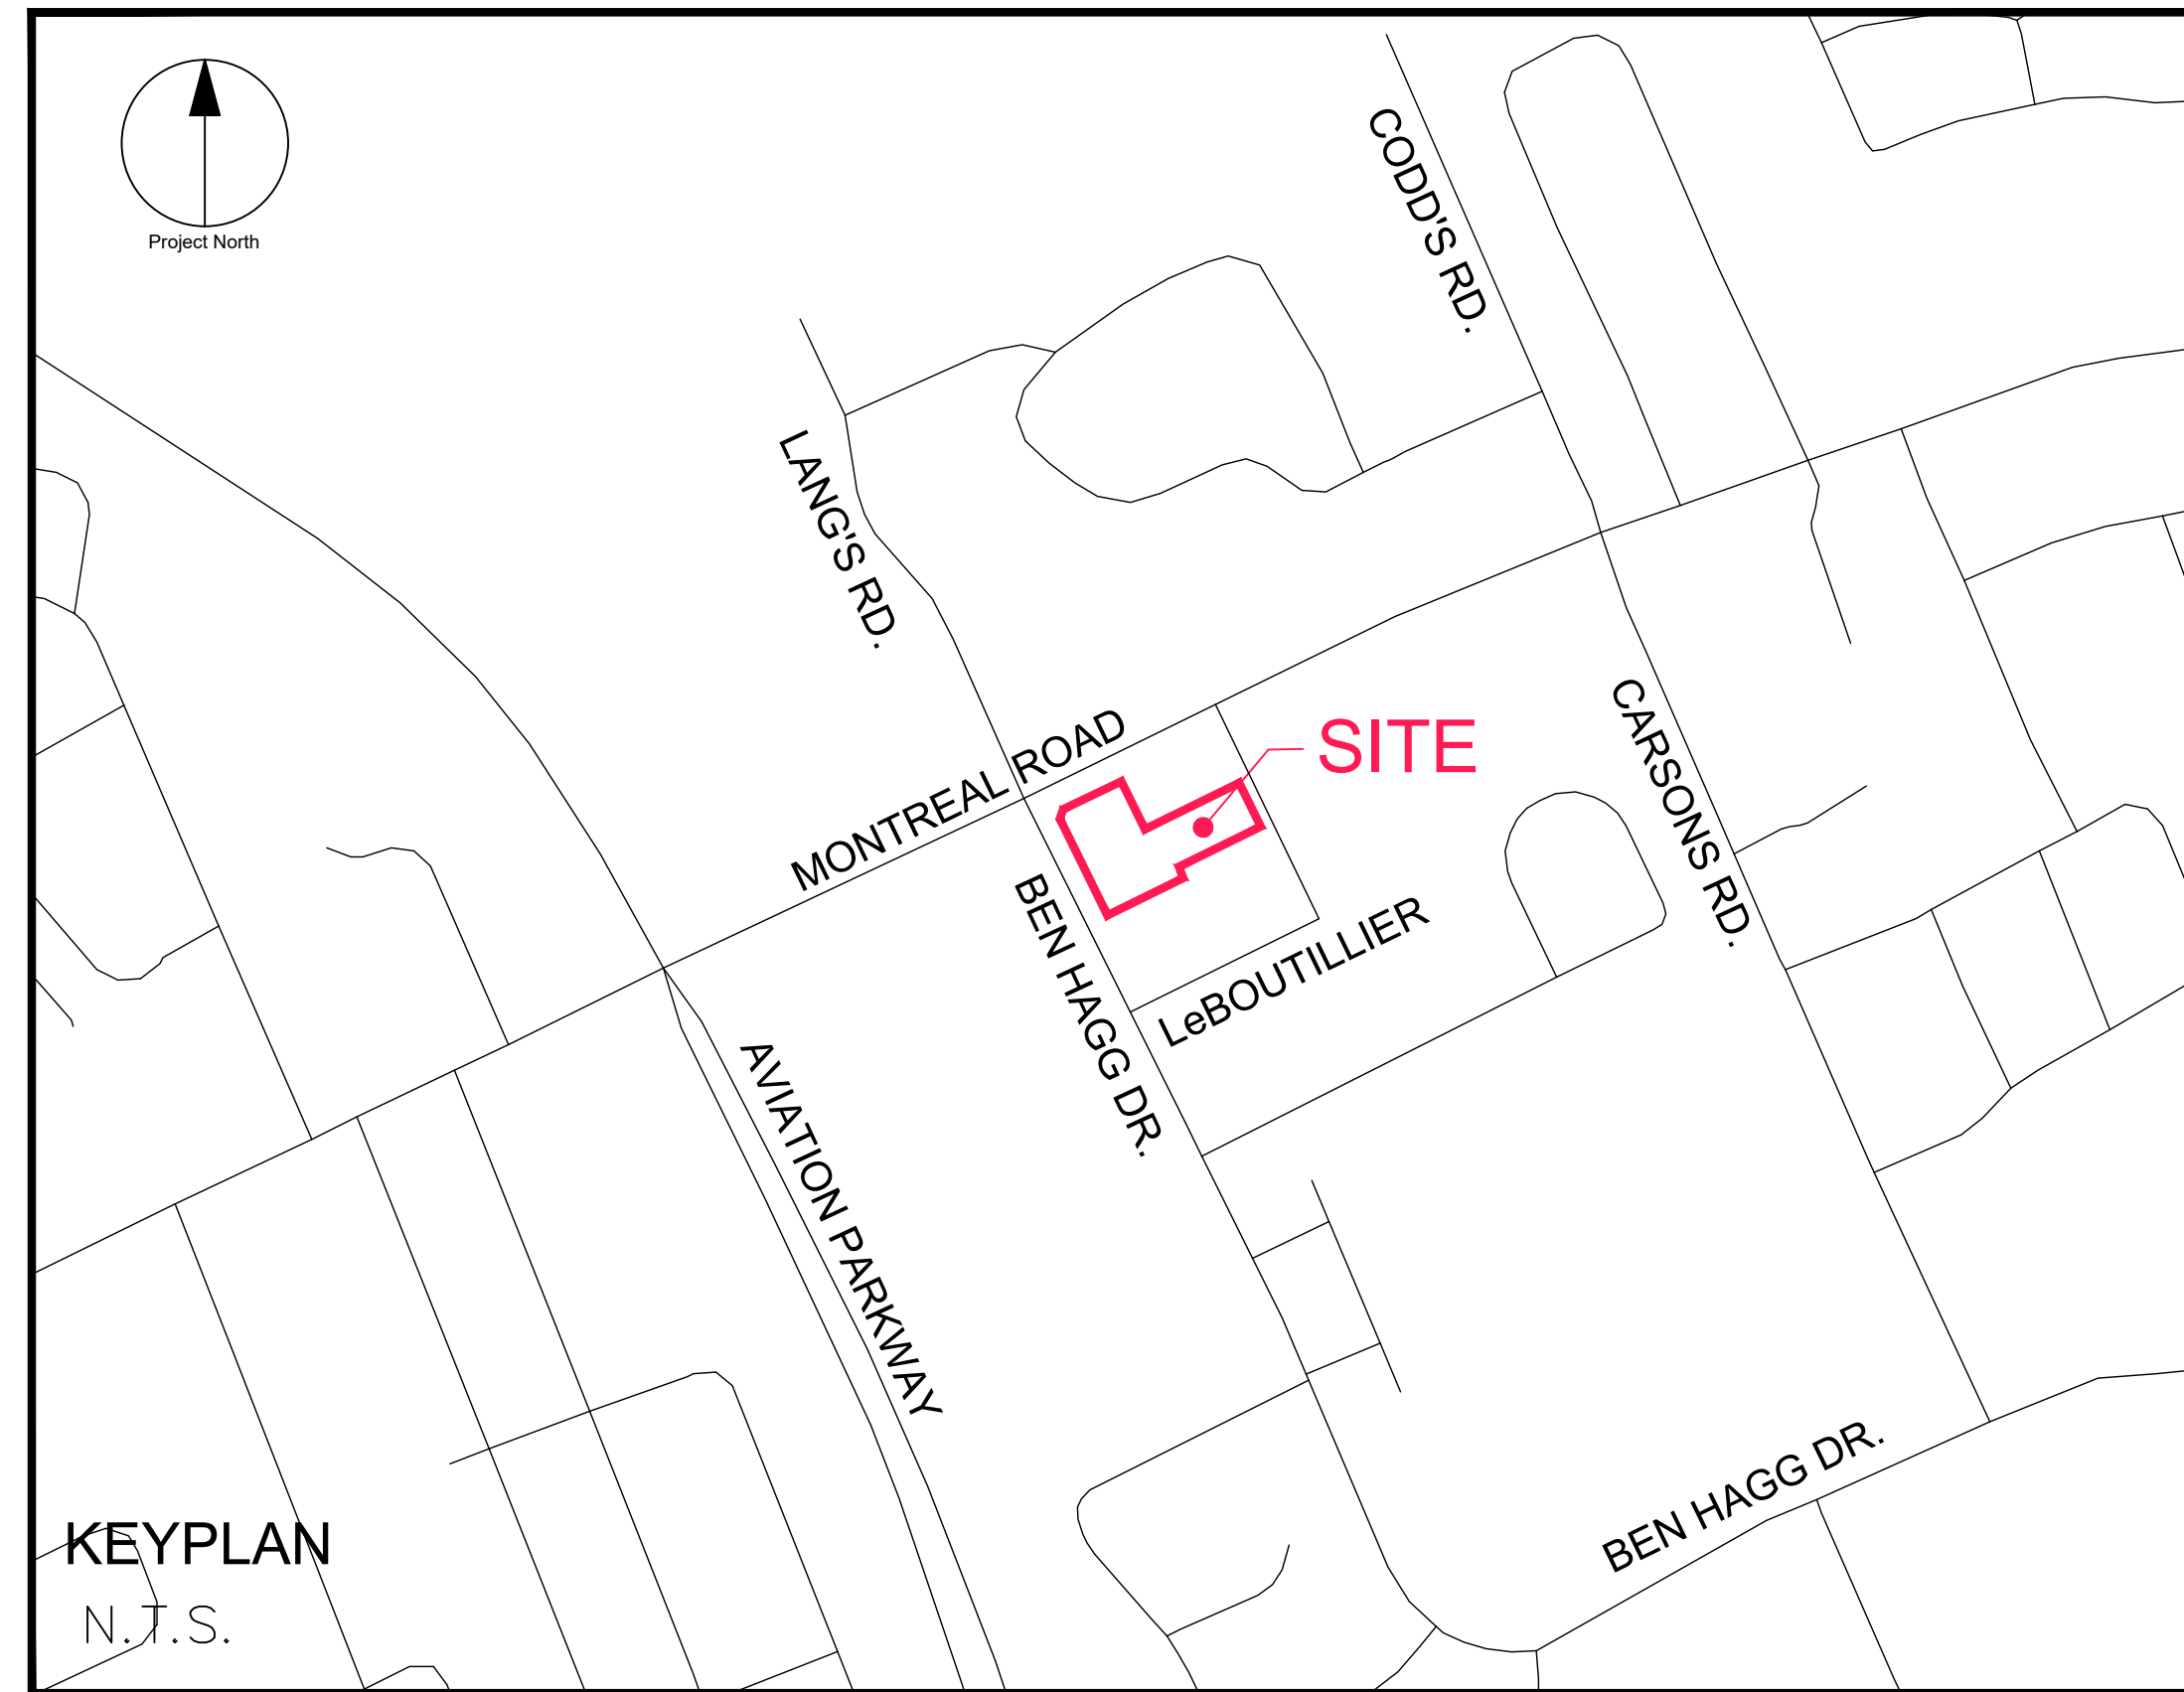 Project North
CODD'S RD.
LANG'S RD.
MONTREAL ROAD
SITE
CARSONS RD.
BEN HAGG DR.
LeBOUTILLIER
AVIATION PARKWAY
BEN HAGG DR.
KEYPLAN
N.T.S.